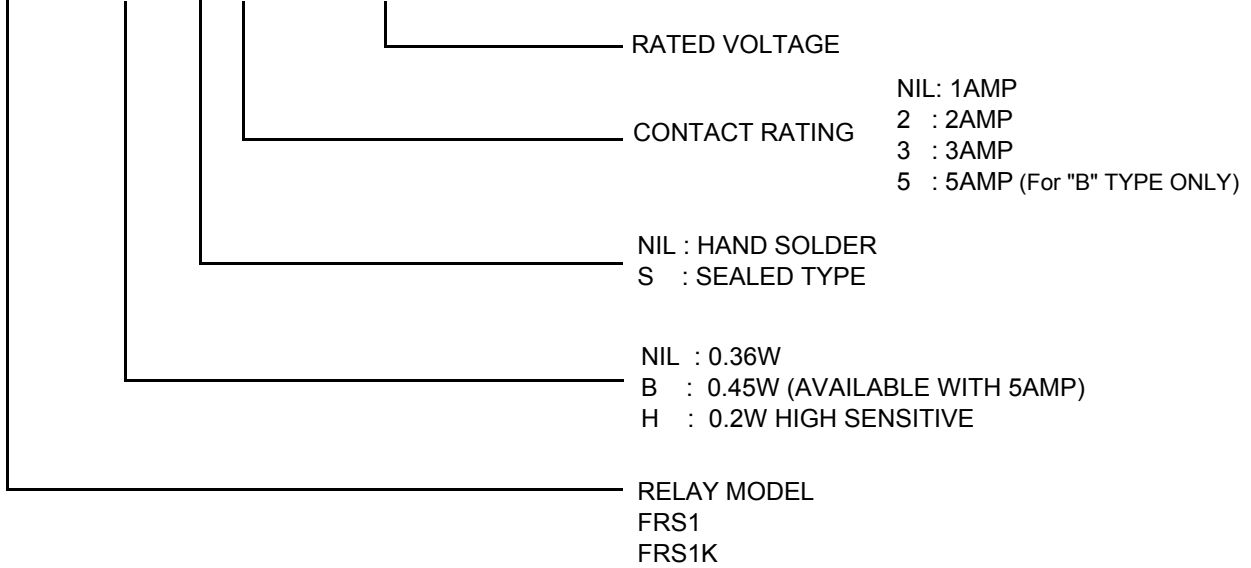 RATED VOLTAGE
CONTACT RATING
NIL: 1AMP
2 : 2AMP
3 : 3AMP
5 : 5AMP (For "B" TYPE ONLY)
NIL : HAND SOLDER
S : SEALED TYPE
NIL : 0.36W
B : 0.45W (AVAILABLE WITH 5AMP)
H : 0.2W HIGH SENSITIVE
RELAY MODEL
FRS1
FRS1K